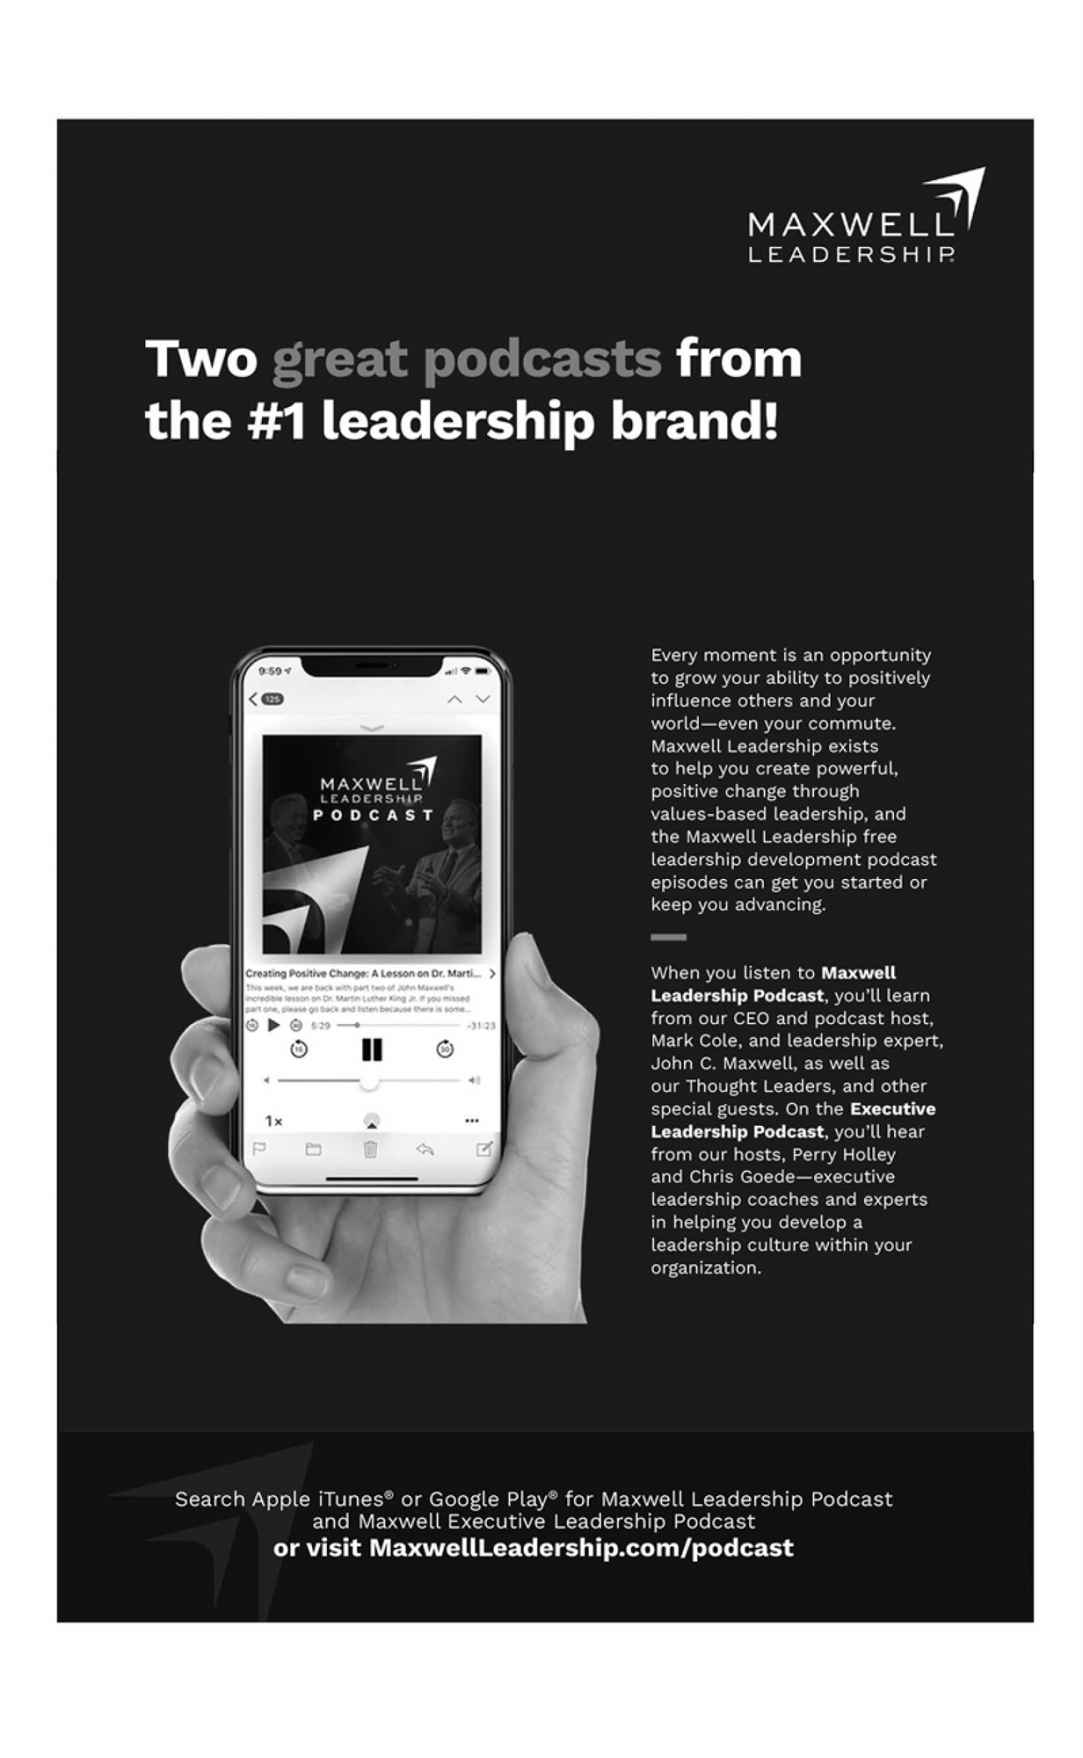 MAXWELL
LEADERSHIP®
Two great podcasts from
the #1 leadership brand!
9:59
125
MAXWELL
LEADERSHIP
PODCAST
Creating Positive Change: A Lesson on Dr. Marti...
This week, we are back with part two of John Maxwell's
incredible lesson on Dr. Martin Luther King Jr. If you missed
part one, please go back and listen because there is some...
15
30
5:29
-31:23
15
30
1x
Every moment is an opportunity
to grow your ability to positively
influence others and your
world—even your commute.
Maxwell Leadership exists
to help you create powerful,
positive change through
values-based leadership, and
the Maxwell Leadership free
leadership development podcast
episodes can get you started or
keep you advancing.
When you listen to Maxwell
Leadership Podcast, you'll learn
from our CEO and podcast host,
Mark Cole, and leadership expert,
John C. Maxwell, as well as
our Thought Leaders, and other
special guests. On the Executive
Leadership Podcast, you'll hear
from our hosts, Perry Holley
and Chris Goede—executive
leadership coaches and experts
in helping you develop a
leadership culture within your
organization.
Search Apple iTunes® or Google Play® for Maxwell Leadership Podcast
and Maxwell Executive Leadership Podcast
or visit MaxwellLeadership.com/podcast